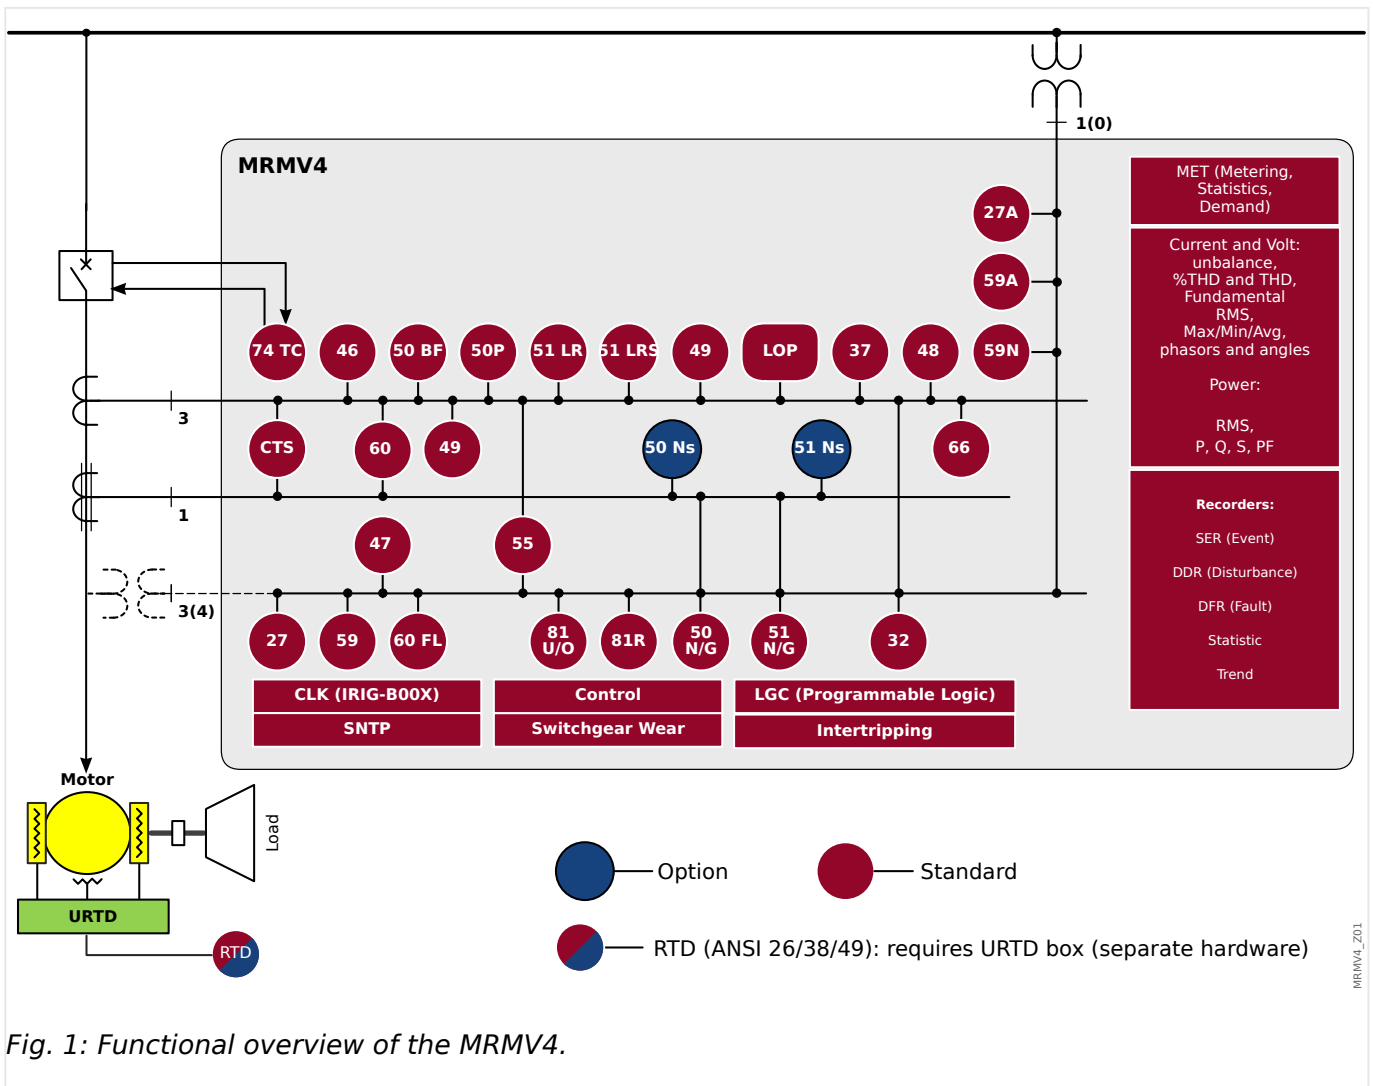 1(0)
MRMV4
MET (Metering,
Statistics,
Demand)
27A
59A
Current and Volt:
unbalance,
%THD and THD,
Fundamental
RMS,
Max/Min/Avg,
phasors and angles
Power:
RMS,
P, Q, S, PF
74 TC
46
50 BF
50P
51 LR
51 LRS
49
LOP
37
48
59N
3
CTS
60
49
50 Ns
51 Ns
66
1
47
55
Recorders:
SER (Event)
DDR (Disturbance)
DFR (Fault)
Statistic
Trend
3(4)
27
59
60 FL
81
U/O
81R
50
N/G
51
N/G
32
CLK (IRIG-B00X)
Control
LGC (Programmable Logic)
SNTP
Switchgear Wear
Intertripping
Motor
Load
URTD
RTD
Option
Standard
RTD (ANSI 26/38/49): requires URTD box (separate hardware)
MRMV4_Z01
Fig. 1: Functional overview of the MRMV4.